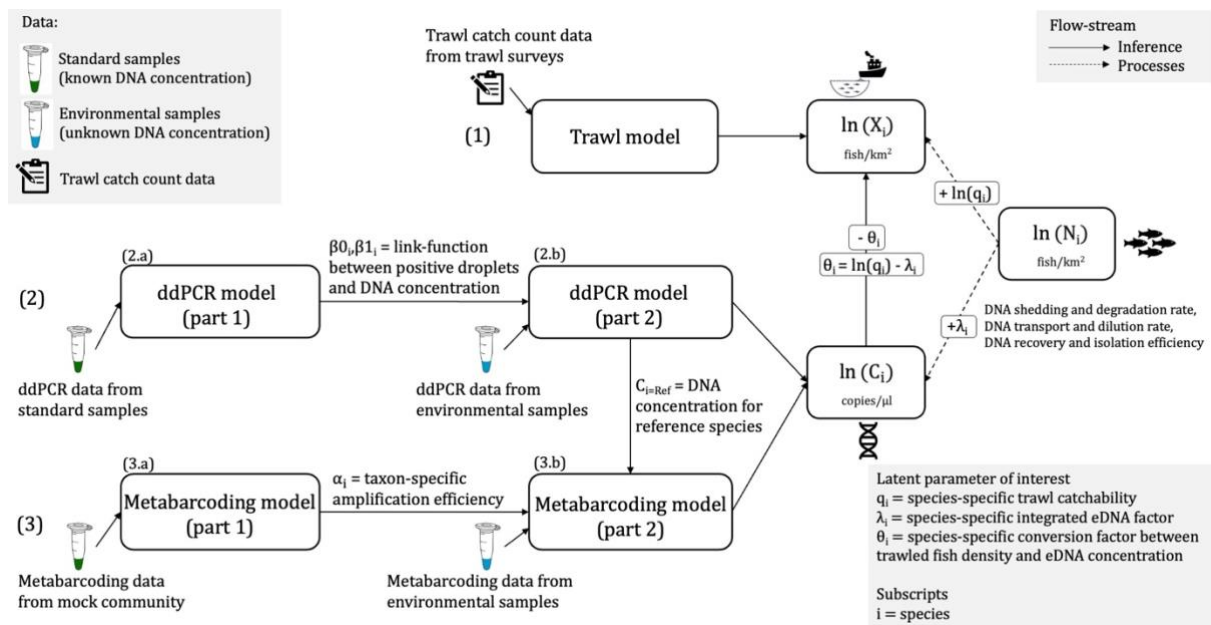 Data:
Standard samples
(known DNA concentration)
Environmental samples
(unknown DNA concentration)
Trawl catch count data
Trawl catch count data
from trawl surveys
Flow-stream
Inference
Processes
(1)
Trawl model
ln (Xᵢ)
fish/km²
+ ln(qᵢ)
ln (Nᵢ)
fish/km²
- θᵢ
θᵢ = ln(qᵢ) - λᵢ
+λᵢ
DNA shedding and degradation rate,
DNA transport and dilution rate,
DNA recovery and isolation efficiency
ln (Cᵢ)
copies/µl
(2)
(2.a)
ddPCR model
(part 1)
β0ᵢ,β1ᵢ = link-function
between positive droplets
and DNA concentration
(2.b)
ddPCR model
(part 2)
ddPCR data from
standard samples
ddPCR data from
environmental samples
Cᵢ₌Ref = DNA
concentration for
reference species
(3)
(3.a)
Metabarcoding model
(part 1)
αᵢ = taxon-specific
amplification efficiency
(3.b)
Metabarcoding model
(part 2)
Metabarcoding data
from mock community
Metabarcoding data from
environmental samples
Latent parameter of interest
qᵢ = species-specific trawl catchability
λᵢ = species-specific integrated eDNA factor
θᵢ = species-specific conversion factor between
trawled fish density and eDNA concentration
Subscripts
i = species